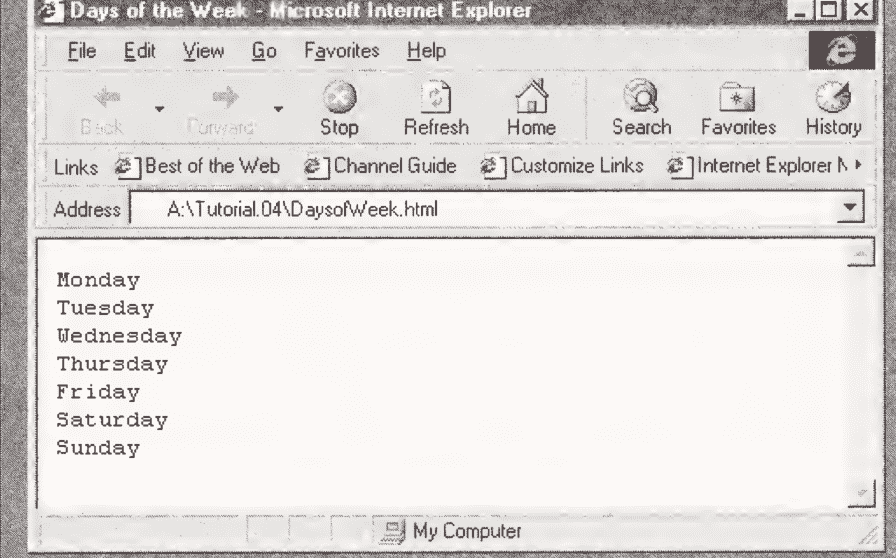 Days of the Week - Microsoft Internet Explorer
File Edit View Go Favorites Help
Back Forward Stop Refresh Home Search Favorites History
Links Best of the Web Channel Guide Customize Links Internet Explorer N
Address A:\Tutorial.04\DaysofWeek.html
Monday
Tuesday
Wednesday
Thursday
Friday
Saturday
Sunday
My Computer